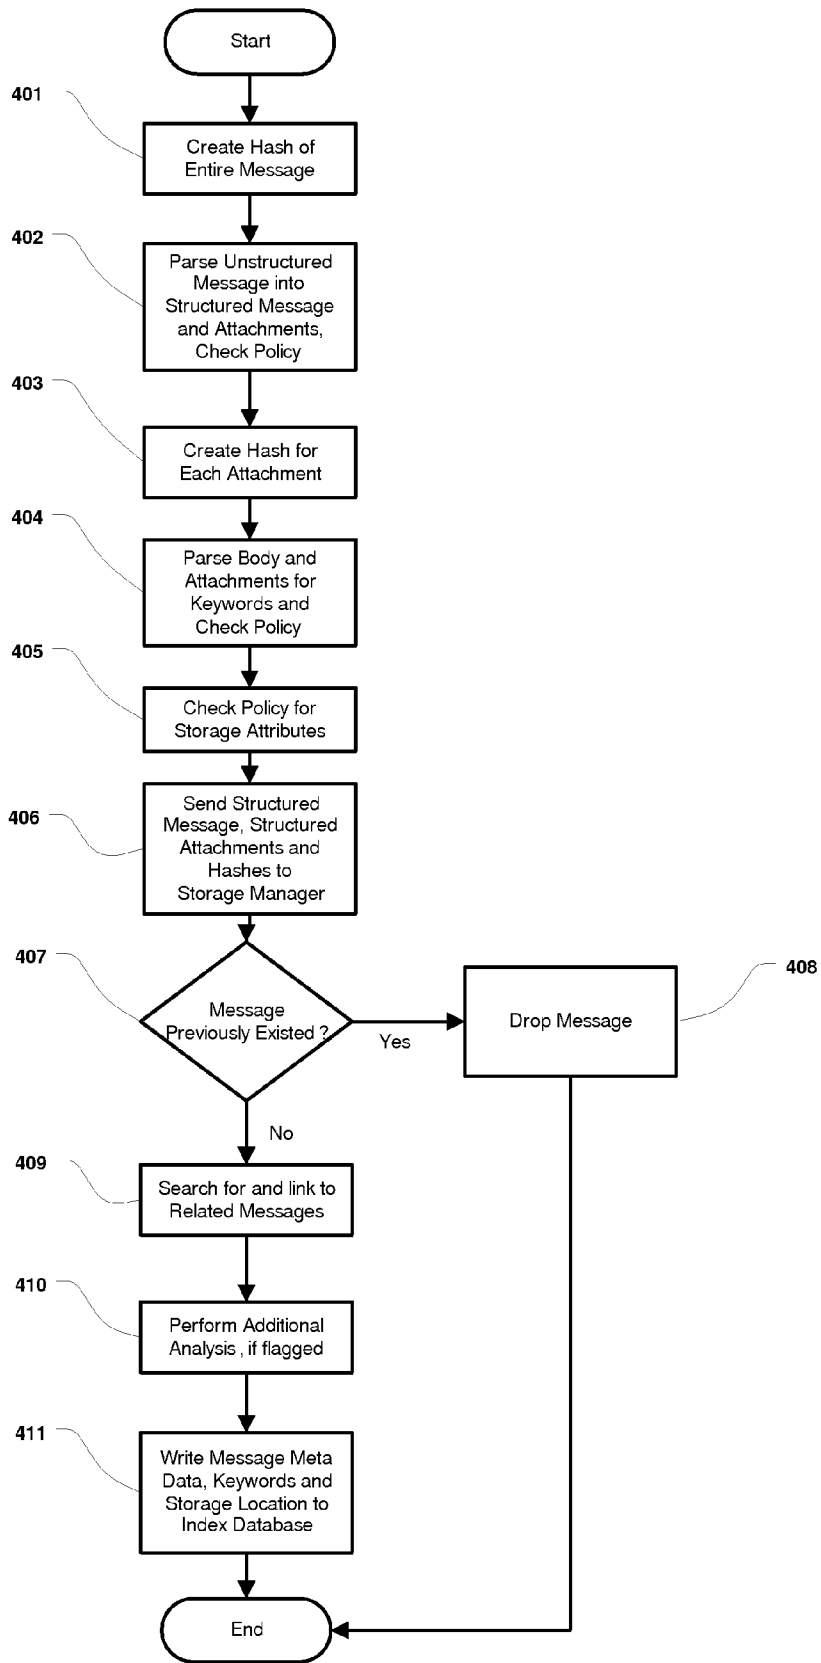 Start
401
Create Hash of
Entire Message
402
Parse Unstructured
Message into
Structured Message
and Attachments,
Check Policy
403
Create Hash for
Each Attachment
404
Parse Body and
Attachments for
Keywords and
Check Policy
405
Check Policy for
Storage Attributes
406
Send Structured
Message, Structured
Attachments and
Hashes to
Storage Manager
407
Message
Previously Existed ?
Yes
Drop Message
408
No
409
Search for and link to
Related Messages
410
Perform Additional
Analysis , if flagged
411
Write Message Meta
Data, Keywords and
Storage Location to
Index Database
End